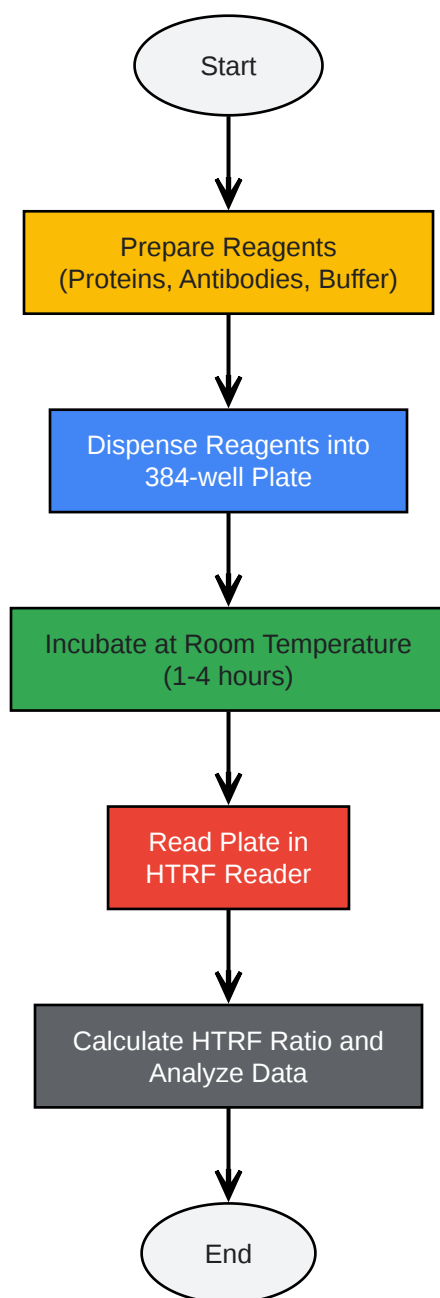 Start
Prepare Reagents
(Proteins, Antibodies, Buffer)
Dispense Reagents into
384-well Plate
Incubate at Room Temperature
(1-4 hours)
Read Plate in
HTRF Reader
Calculate HTRF Ratio and
Analyze Data
End